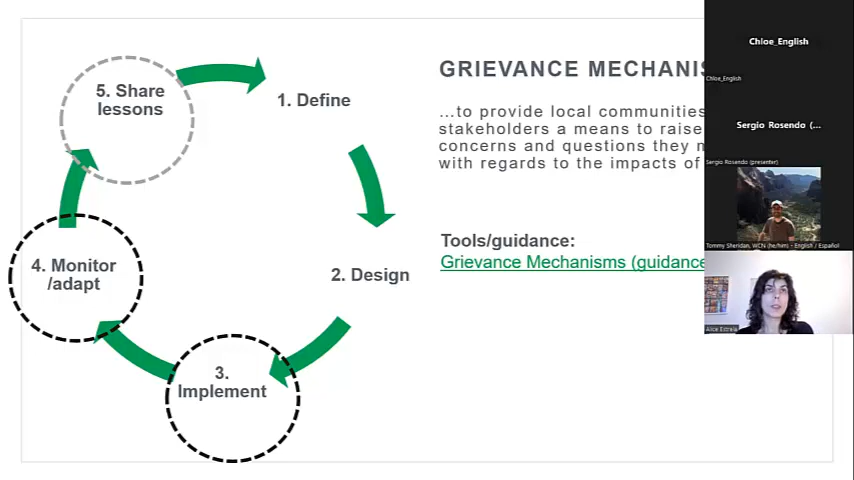 5. Share
lessons
1. Define
2. Design
3.
Implement
4. Monitor
/adapt
GRIEVANCE MECHANIS
...to provide local communities
stakeholders a means to raise
concerns and questions they
with regards to the impacts of
Tools/guidance:
Grievance Mechanisms (guidance
Chloe_English
Chloe_English
Sergio Rosendo (...
Sergio Rosendo (presenter)
Tommy Sheridan, WCN (he/him) - English / Español
Alice Estrela